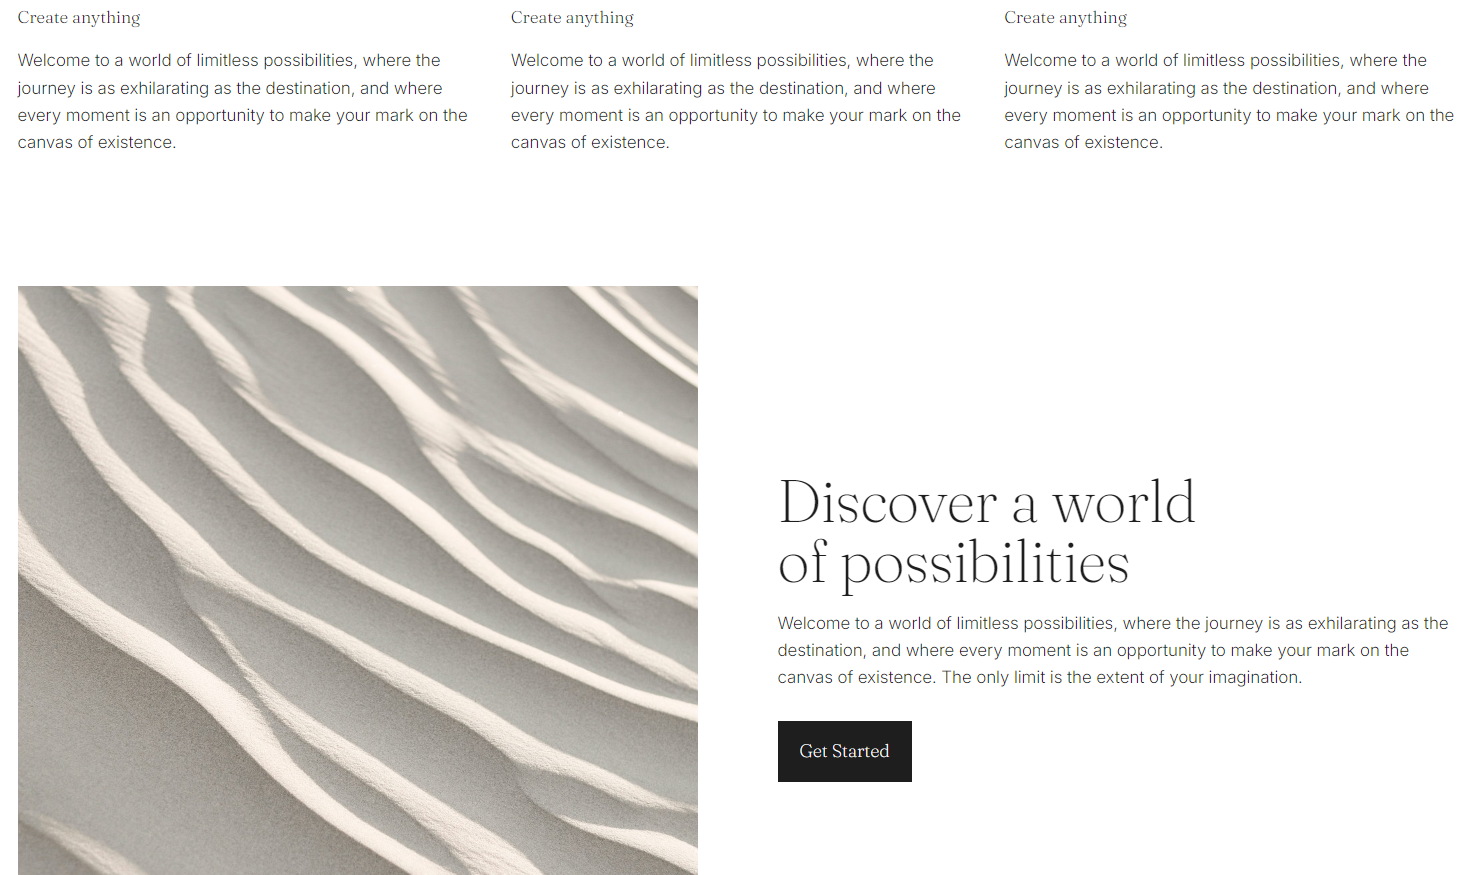 Create anything
Welcome to a world of limitless possibilities, where the
journey is as exhilarating as the destination, and where
every moment is an opportunity to make your mark on the
canvas of existence.
Create anything
Welcome to a world of limitless possibilities, where the
journey is as exhilarating as the destination, and where
every moment is an opportunity to make your mark on the
canvas of existence.
Create anything
Welcome to a world of limitless possibilities, where the
journey is as exhilarating as the destination, and where
every moment is an opportunity to make your mark on the
canvas of existence.
Discover a world
of possibilities
Welcome to a world of limitless possibilities, where the journey is as exhilarating as the
destination, and where every moment is an opportunity to make your mark on the
canvas of existence. The only limit is the extent of your imagination.
Get Started